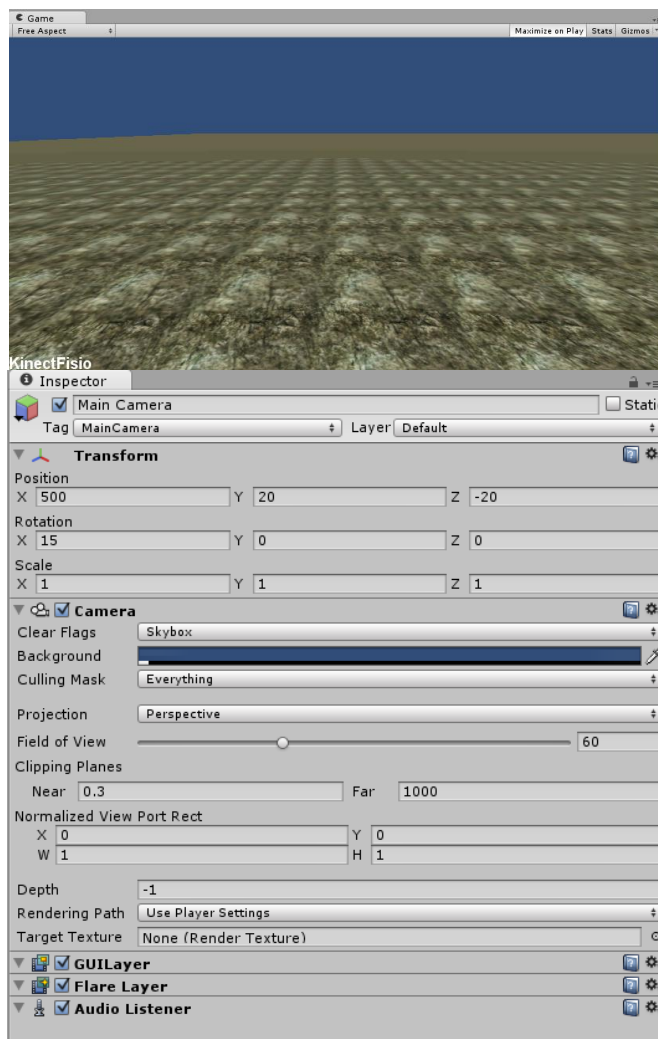 Game
Free Aspect
Maximize on Play Stats Gizmos
KinectFisio
Inspector
Main Camera Stati
Tag MainCamera Layer Default
Transform
Position
X 500 Y 20 Z -20
Rotation
X 15 Y 0 Z 0
Scale
X 1 Y 1 Z 1
Camera
Clear Flags Skybox
Background
Culling Mask Everything
Projection Perspective
Field of View 60
Clipping Planes
Near 0.3 Far 1000
Normalized View Port Rect
X 0 Y 0
W 1 H 1
Depth -1
Rendering Path Use Player Settings
Target Texture None (Render Texture)
GUILayer
Flare Layer
Audio Listener